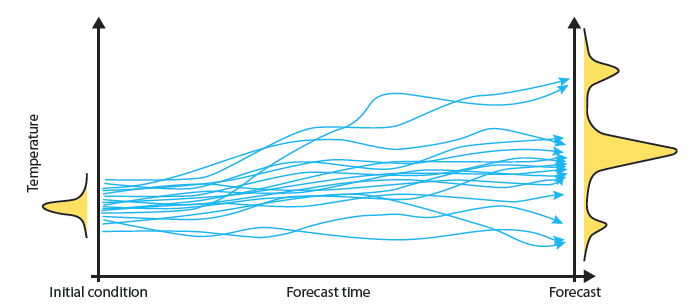 Temperature
Initial condition
Forecast time
Forecast